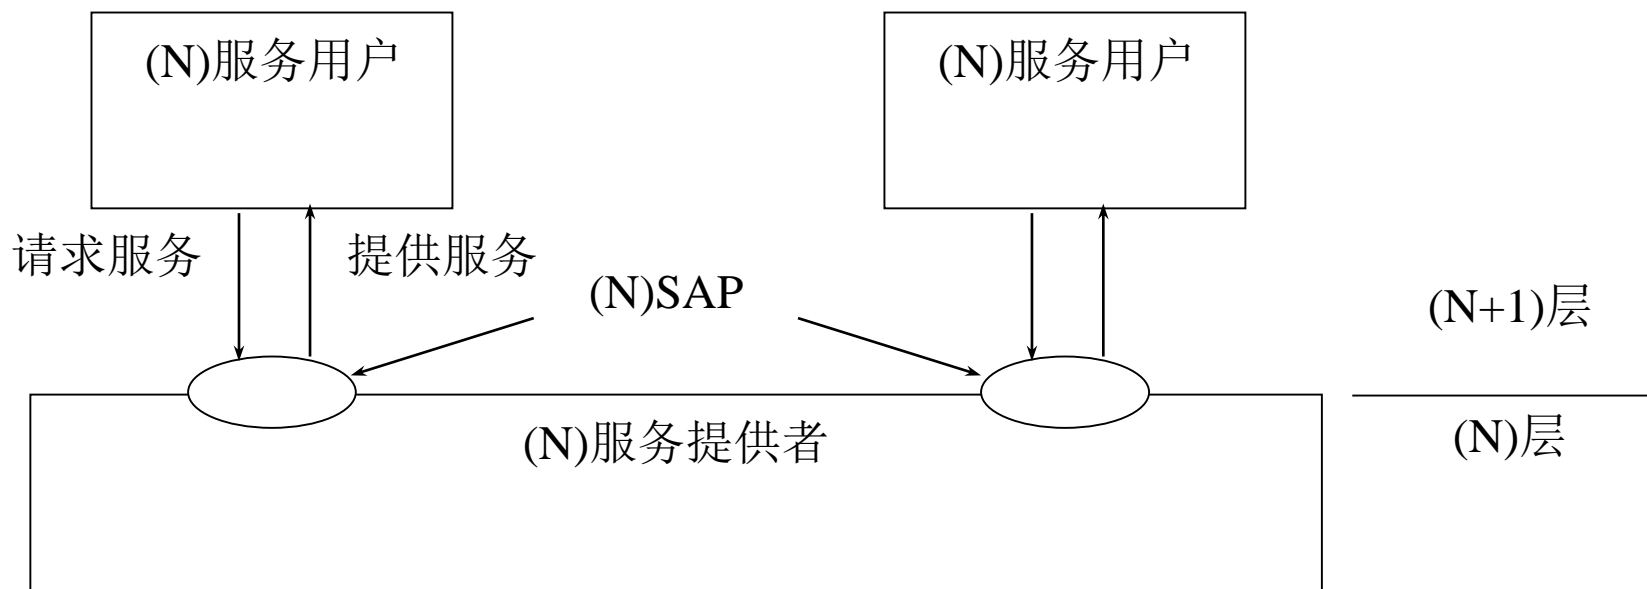 (N)服务用户
(N)服务用户
请求服务
提供服务
(N)SAP
(N+1)层
(N)服务提供者
(N)层